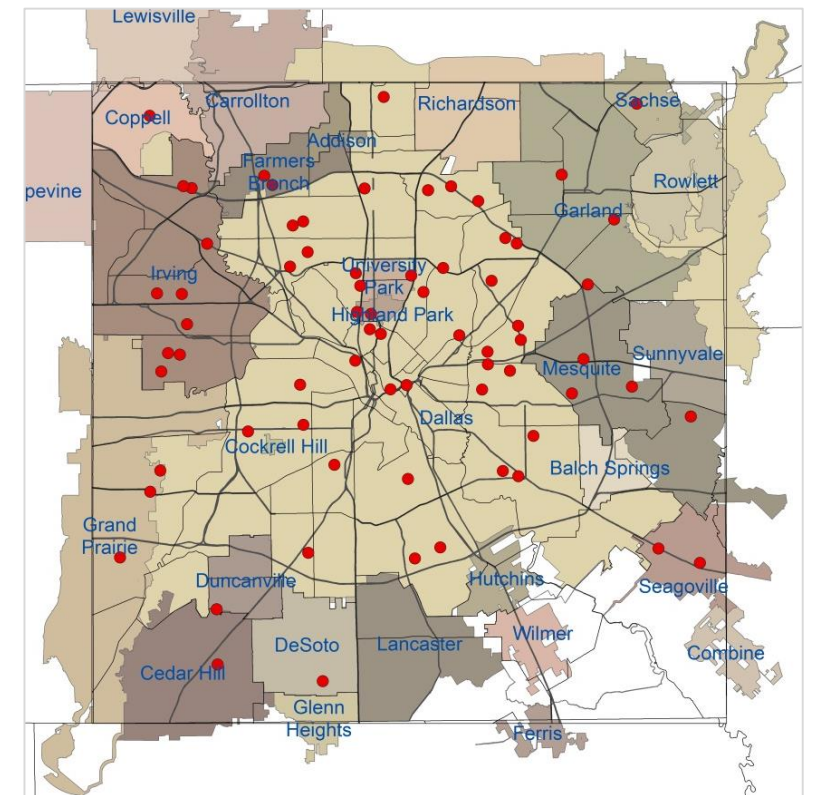 Lewisville
Coppell
Carrollton
Richardson
Sachse
Addison
Farmers
Branch
pevine
Rowlett
Garland
Irving
University
Park
Highland Park
Sunnyvale
Mesquite
Dallas
Cockrell Hill
Balch Springs
Grand
Prairie
Duncanville
Hutchins
Seagoville
Wilmer
DeSoto
Lancaster
Combine
Cedar Hill
Glenn
Heights
Ferris